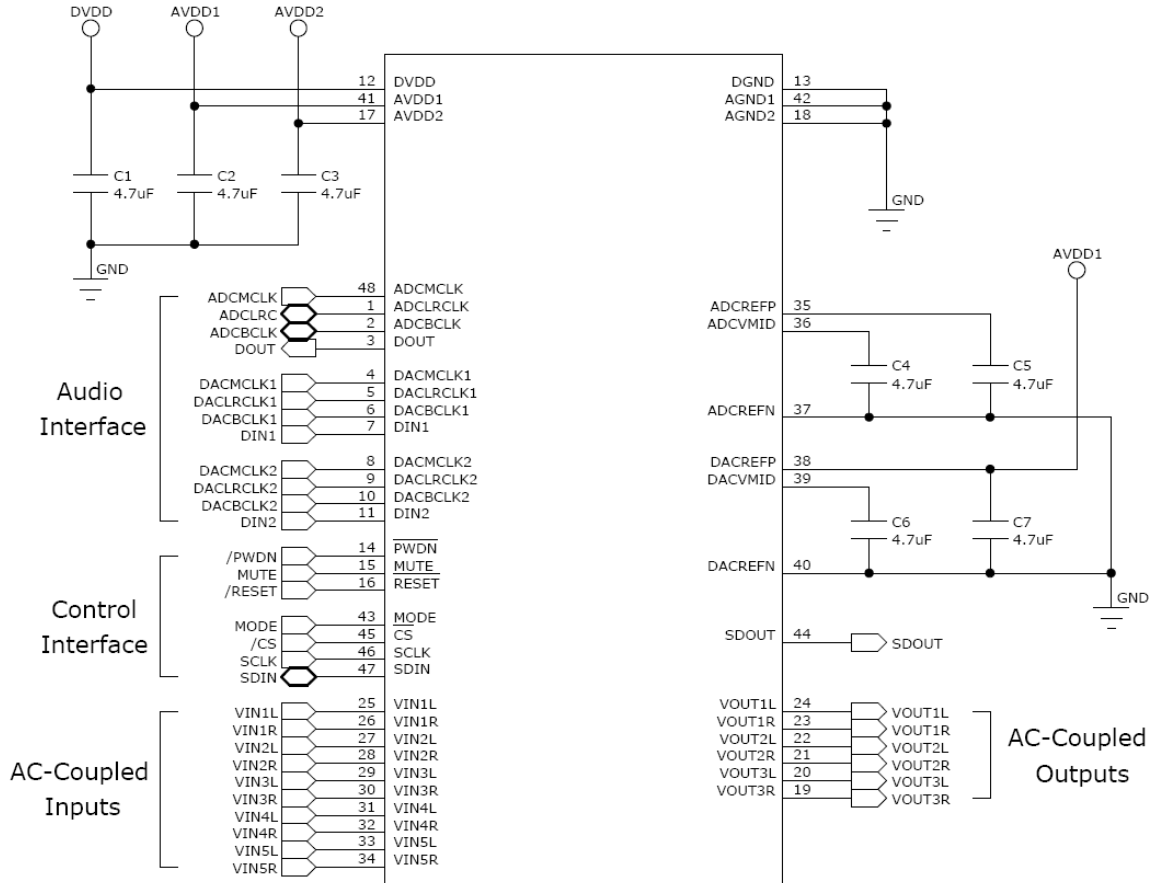 DVDD AVDD1 AVDD2
12 DVDD
41 AVDD1
17 AVDD2
DGND 13
AGND1 42
AGND2 18
C1
4.7uF
C2
4.7uF
C3
4.7uF
GND
GND
AVDD1
Audio
Interface
ADCMCLK 48 ADCMCLK
ADCLRC 1 ADCLRCLK
ADCBCLK 2 ADCBCLK
DOUT 3 DOUT
DACMCLK1 4 DACMCLK1
DACLRCLK1 5 DACLRCLK1
DACBCLK1 6 DACBCLK1
DIN1 7 DIN1
DACMCLK2 8 DACMCLK2
DACLRCLK2 9 DACLRCLK2
DACBCLK2 10 DACBCLK2
DIN2 11 DIN2
ADCREFP 35
ADCVMID 36
C4
4.7uF
C5
4.7uF
ADCREFN 37
DACREFP 38
DACVMID 39
C6
4.7uF
C7
4.7uF
DACREFN 40
GND
Control
Interface
/PWDN 14 PWDN
MUTE 15 MUTE
/RESET 16 RESET
MODE 43 MODE
/CS 45 CS
SCLK 46 SCLK
SDIN 47 SDIN
SDOUT 44 SDOUT
AC-Coupled
Inputs
VIN1L 25 VIN1L
VIN1R 26 VIN1R
VIN2L 27 VIN2L
VIN2R 28 VIN2R
VIN3L 29 VIN3L
VIN3R 30 VIN3R
VIN4L 31 VIN4L
VIN4R 32 VIN4R
VIN5L 33 VIN5L
VIN5R 34 VIN5R
VOUT1L 24 VOUT1L
VOUT1R 23 VOUT1R
VOUT2L 22 VOUT2L
VOUT2R 21 VOUT2R
VOUT3L 20 VOUT3L
VOUT3R 19 VOUT3R
AC-Coupled
Outputs